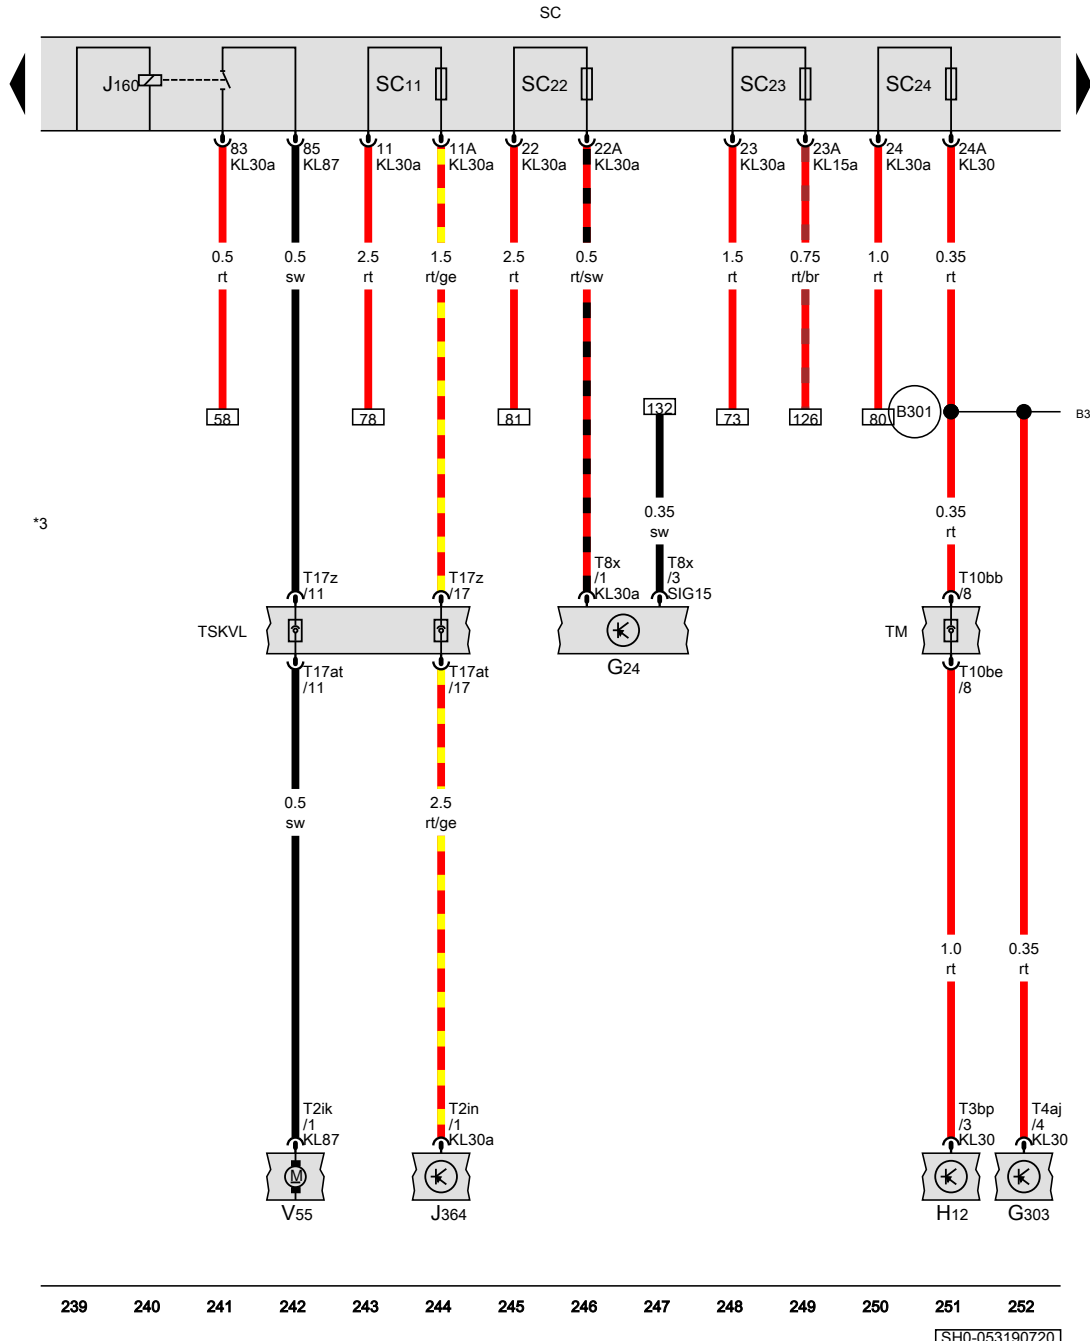 SC
J160
SC11
SC22
SC23
SC24
83
KL30a
85
KL87
11
KL30a
11A
KL30a
22
KL30a
22A
KL30a
23
KL30a
23A
KL15a
24
KL30a
24A
KL30
0.5
rt
0.5
sw
2.5
rt
1.5
rt/ge
2.5
rt
0.5
rt/sw
1.5
rt
0.75
rt/br
1.0
rt
0.35
rt
58
78
81
132
73
126
80
B301
B3
*3
0.35
sw
0.35
rt
T17z
/11
T17z
/17
T8x
/1
KL30a
T8x
/3
SIG15
T10bb
/8
TSKVL
G24
TM
T17at
/11
T17at
/17
T10be
/8
0.5
sw
2.5
rt/ge
1.0
rt
0.35
rt
T2ik
/1
KL87
T2in
/1
KL30a
T3bp
/3
KL30
T4aj
/4
KL30
M
V55
J364
H12
G303
239 240 241 242 243 244 245 246 247 248 249 250 251 252
SH0-053190720